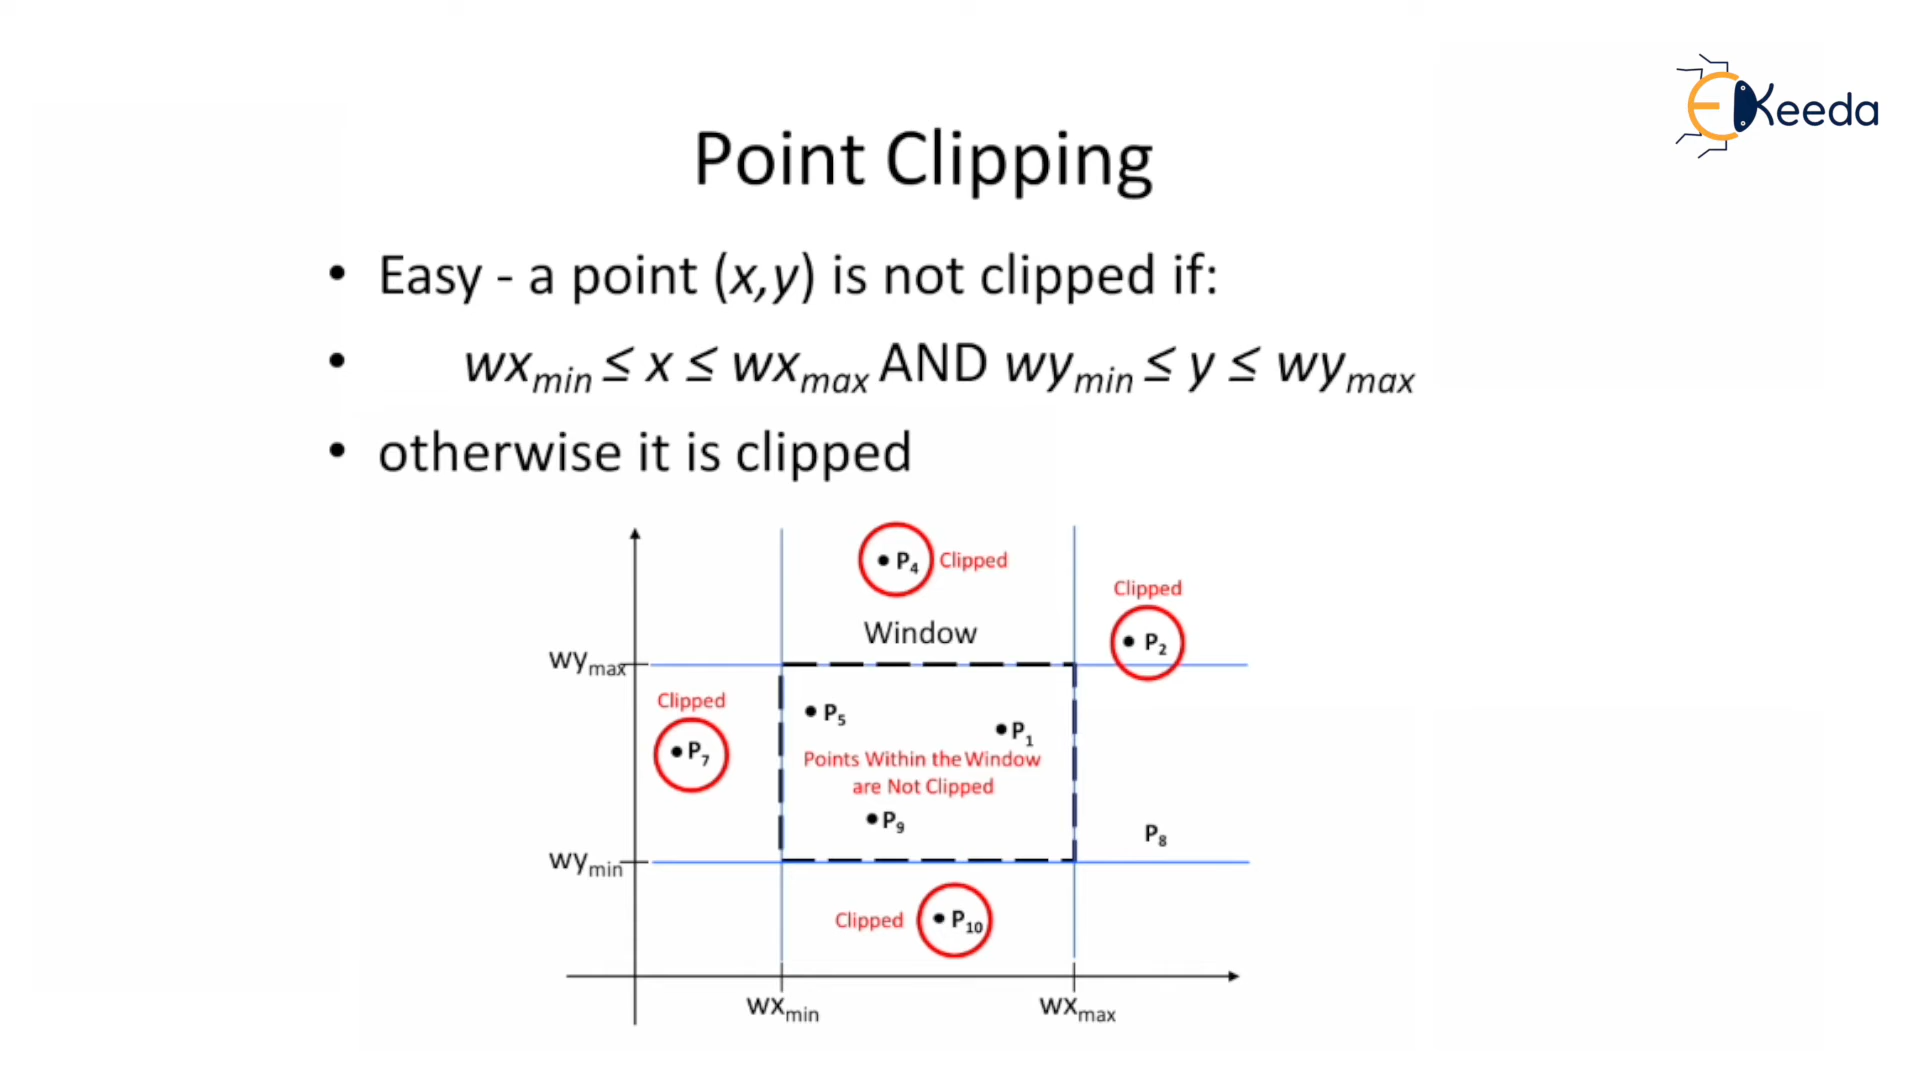 EKeeda
Point Clipping
• Easy - a point (x,y) is not clipped if:
• wxmin ≤ x ≤ wxmax AND wymin ≤ y ≤ wymax
• otherwise it is clipped
P4 Clipped
Clipped
Window
P2
wymax
Clipped
P5
P1
P7
Points Within the Window
are Not Clipped
P9
P8
wymin
Clipped P10
wxmin
wxmax